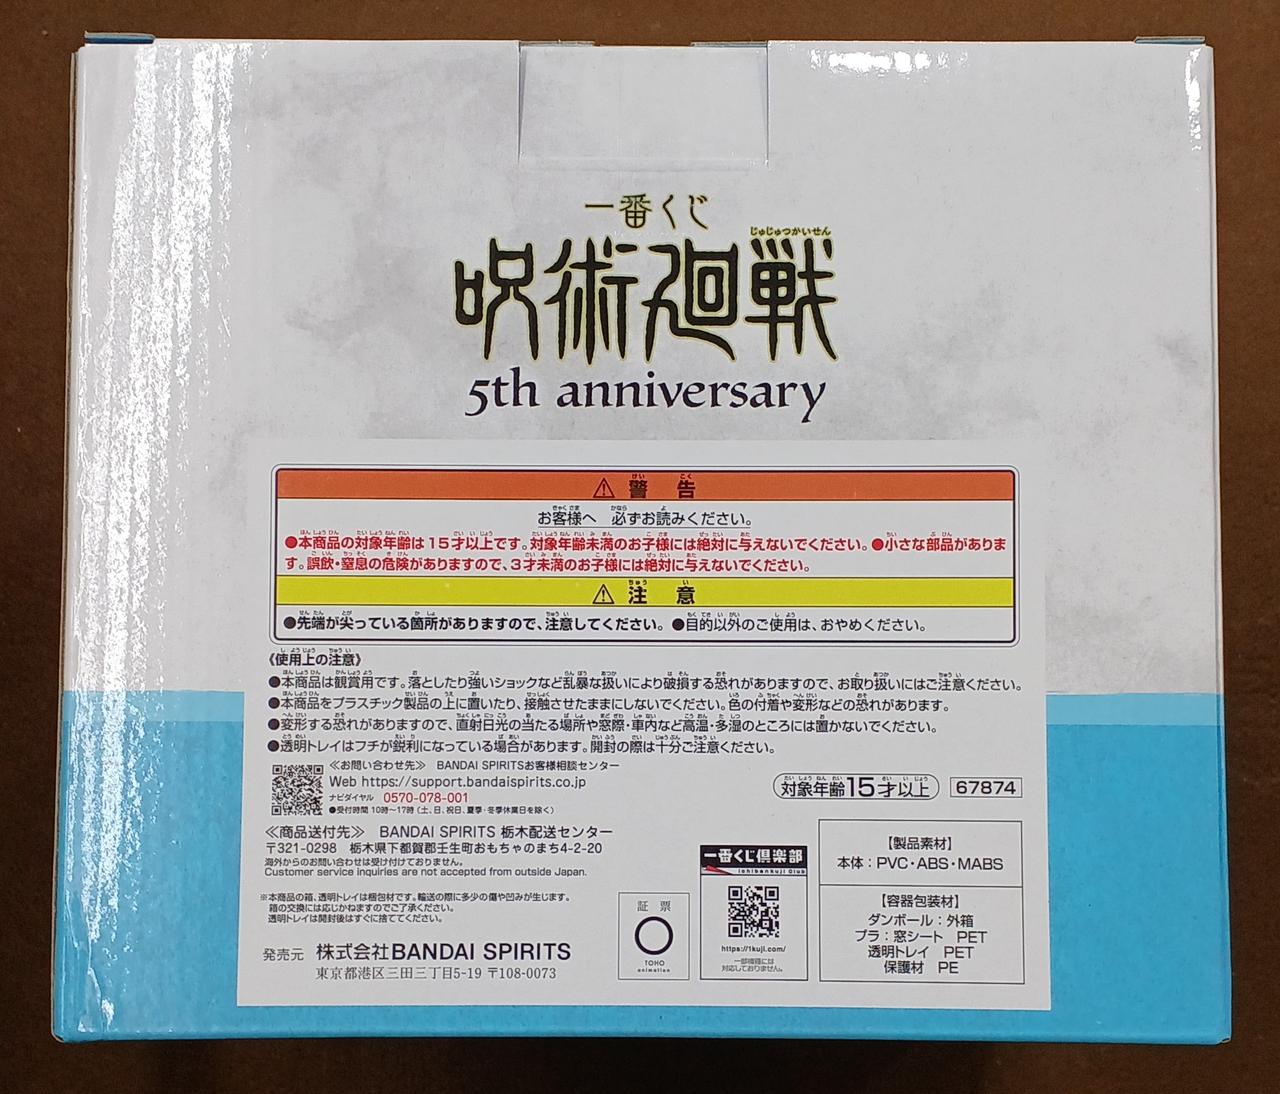 一番くじ
じゅじゅつかいせん
呪術廻戦
5th anniversary
⚠ 警告
お客様へ 必ずお読みください。
●本商品の対象年齢は15才以上です。対象年齢未満のお子様には絶対に与えないでください。●小さな部品がありま
す。誤飲・窒息の危険がありますので、3才未満のお子様には絶対に与えないでください。
⚠ 注意
●先端が尖っている箇所がありますので、注意してください。●目的以外のご使用は、おやめください。
《使用上の注意》
●本商品は観賞用です。落としたり強いショックなど乱暴な扱いにより破損する恐れがありますので、お取り扱いにはご注意ください。
●本商品をプラスチック製品の上に置いたり、接触させたままにしないでください。色の付着や変形などの恐れがあります。
●変形する恐れがありますので、直射日光の当たる場所や窓際・車内など高温・多湿のところには置かないでください。
●透明トレイはフチが鋭利になっている場合があります。開封の際は十分ご注意ください。
≪お問い合わせ先≫ BANDAI SPIRITSお客様相談センター
Web https://support.bandaispirits.co.jp
ナビダイヤル 0570-078-001
●受付時間 10時〜17時(土、日、祝日、夏季・冬季休業日を除く)
対象年齢15才以上
67874
≪商品送付先≫ BANDAI SPIRITS 栃木配送センター
〒321-0298 栃木県下都賀郡壬生町おもちゃのまち4-2-20
海外からのお問い合わせは受け付けておりません。
Customer service inquiries are not accepted from outside Japan.
※本商品の箱、透明トレイは梱包材です。輸送の際に多少の傷や凹みが生じます。
箱の交換には応じかねますのでご了承ください。
透明トレイは開封後はすぐに捨ててください。
発売元 株式会社BANDAI SPIRITS
東京都港区三田三丁目5-19 〒108-0073
証票
TOHO
animation
一番くじ倶楽部
ichibankuji Club
https://1kuji.com/
一部機種には
対応しておりません。
【製品素材】
本体：PVC・ABS・MABS
【容器包装材】
ダンボール：外箱
プラ：窓シート PET
透明トレイ PET
保護材 PE